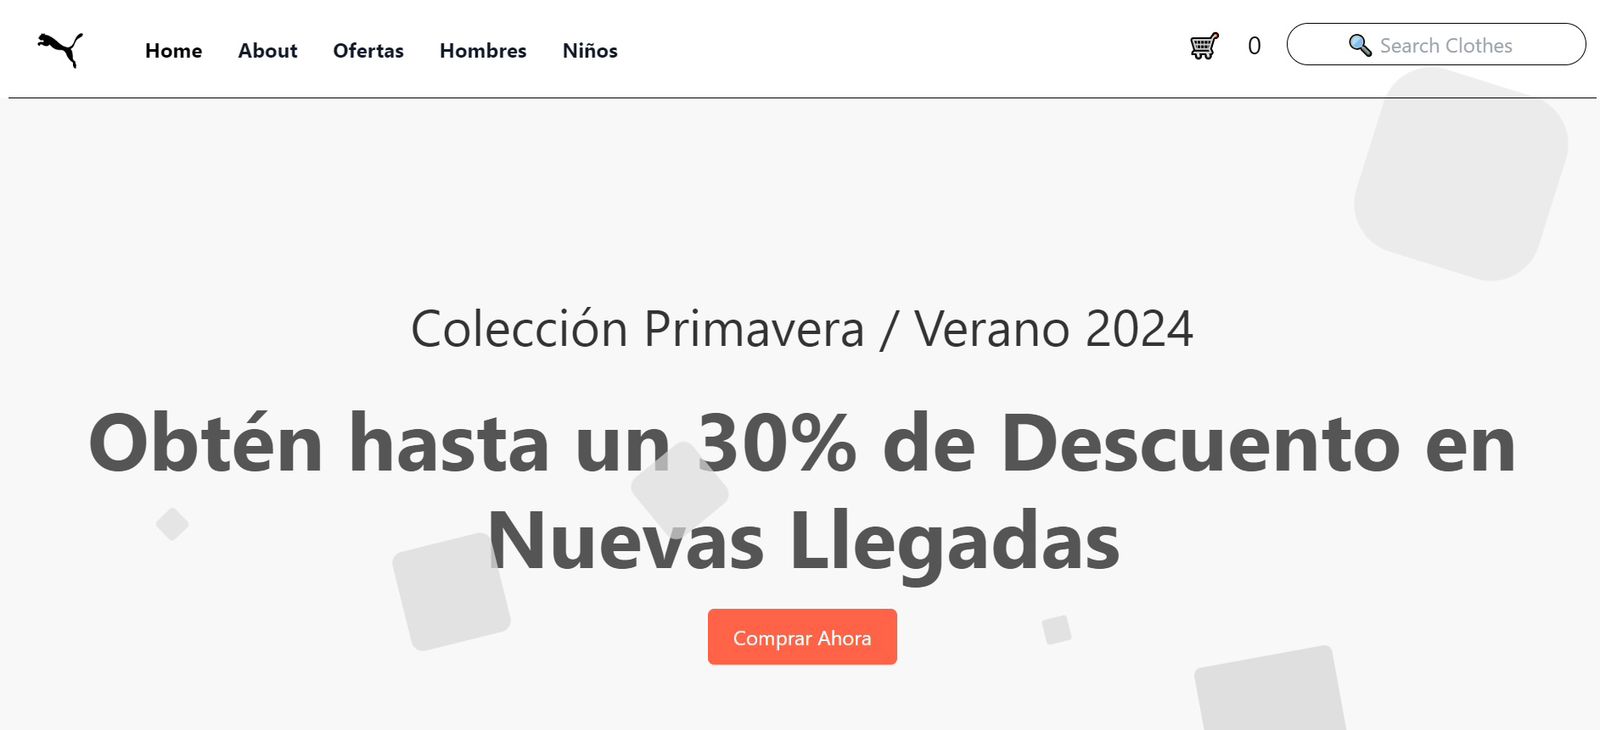 Home About Ofertas Hombres Niños 0 Search Clothes
Colección Primavera / Verano 2024
Obtén hasta un 30% de Descuento en
Nuevas Llegadas
Comprar Ahora